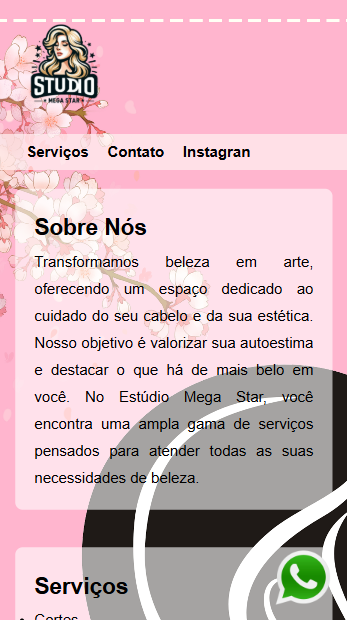 STUDIO
MEGA STAR
Serviços Contato Instagran
Sobre Nós
Transformamos beleza em arte,
oferecendo um espaço dedicado ao
cuidado do seu cabelo e da sua estética.
Nosso objetivo é valorizar sua autoestima
e destacar o que há de mais belo em
você. No Estúdio Mega Star, você
encontra uma ampla gama de serviços
pensados para atender todas as suas
necessidades de beleza.
Serviços
Cortes